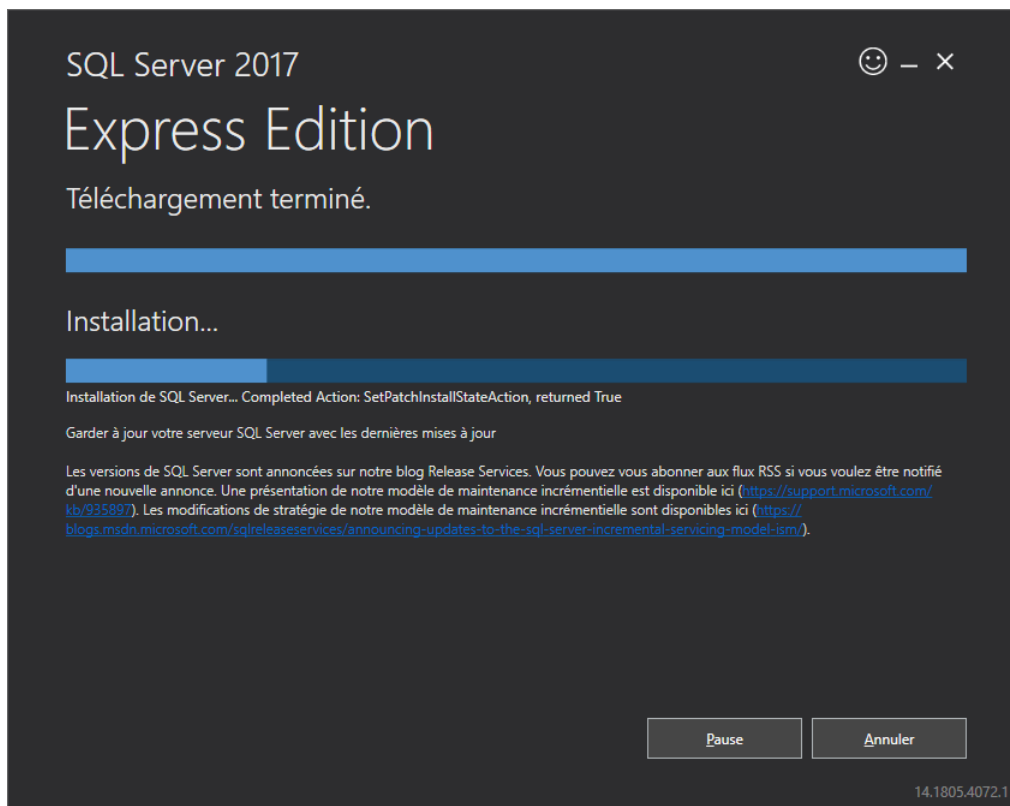 SQL Server 2017
Express Edition
Téléchargement terminé.
Installation...
Installation de SQL Server... Completed Action: SetPatchInstallStateAction, returned True
Garder à jour votre serveur SQL Server avec les dernières mises à jour
Les versions de SQL Server sont annoncées sur notre blog Release Services. Vous pouvez vous abonner aux flux RSS si vous voulez être notifié
d'une nouvelle annonce. Une présentation de notre modèle de maintenance incrémentielle est disponible ici (https://support.microsoft.com/
kb/935897). Les modifications de stratégie de notre modèle de maintenance incrémentielle sont disponibles ici (https://
blogs.msdn.microsoft.com/sqlreleaseservices/announcing-updates-to-the-sql-server-incremental-servicing-model-ism/).
Pause
Annuler
14.1805.4072.1